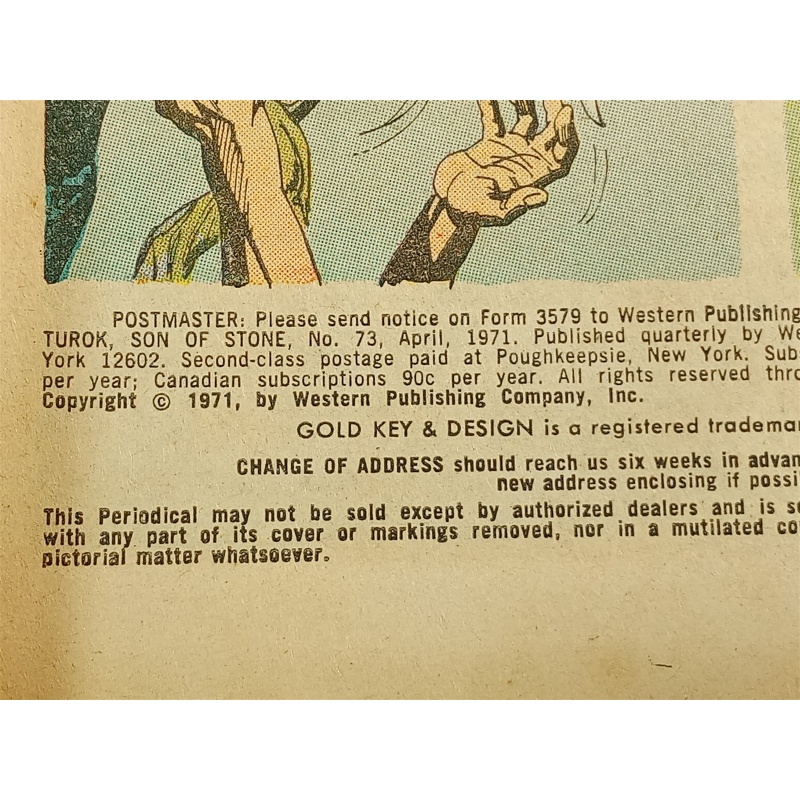 POSTMASTER: Please send notice on Form 3579 to Western Publishing
TUROK, SON OF STONE, No. 73, April, 1971. Published quarterly by We
York 12602. Second-class postage paid at Poughkeepsie, New York. Sub
per year; Canadian subscriptions 90c per year. All rights reserved thro
Copyright © 1971, by Western Publishing Company, Inc.
GOLD KEY & DESIGN is a registered trademar
CHANGE OF ADDRESS should reach us six weeks in advan
new address enclosing if possi
This Periodical may not be sold except by authorized dealers and is s
with any part of its cover or markings removed, nor in a mutilated co
pictorial matter whatsoever.